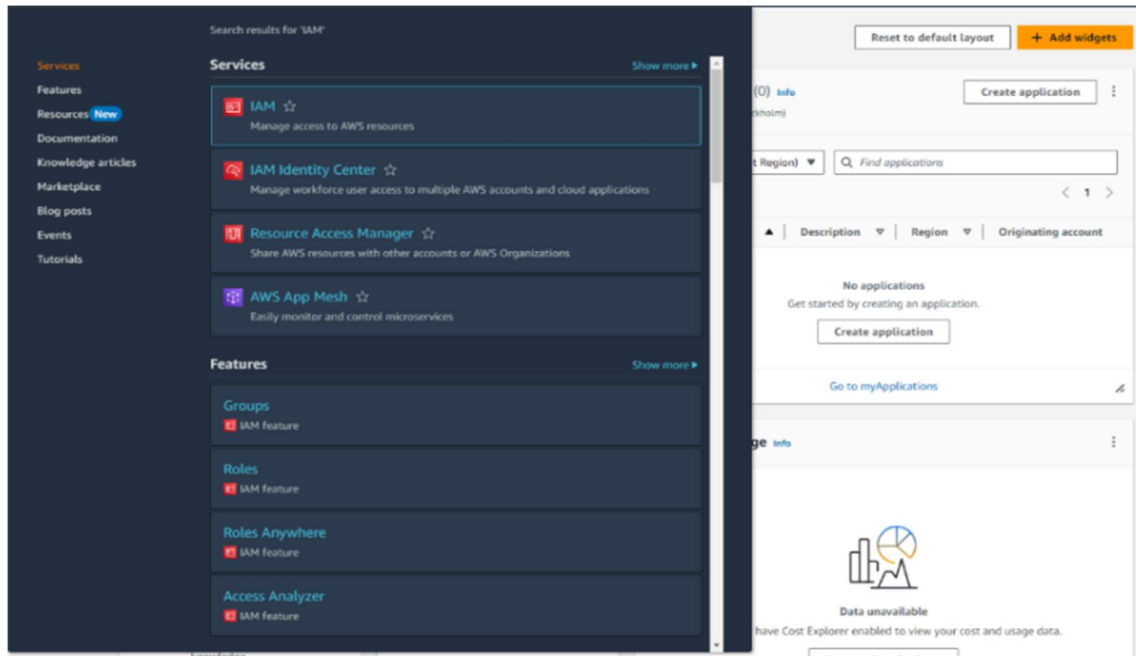 Search results for 'IAM'
Services
Features
Resources New
Documentation
Knowledge articles
Marketplace
Blog posts
Events
Tutorials
Services
Show more ▶
IAM ☆
Manage access to AWS resources
IAM Identity Center ☆
Manage workforce user access to multiple AWS accounts and cloud applications
Resource Access Manager ☆
Share AWS resources with other accounts or AWS Organizations
AWS App Mesh ☆
Easily monitor and control microservices
Features
Show more ▶
Groups
IAM feature
Roles
IAM feature
Roles Anywhere
IAM feature
Access Analyzer
IAM feature
Reset to default layout
+ Add widgets
(0) Info
Create application
ckholm)
t Region) ▼
Find applications
< 1 >
Description
Region
Originating account
No applications
Get started by creating an application.
Create application
Go to myApplications
ge Info
Data unavailable
have Cost Explorer enabled to view your cost and usage data.